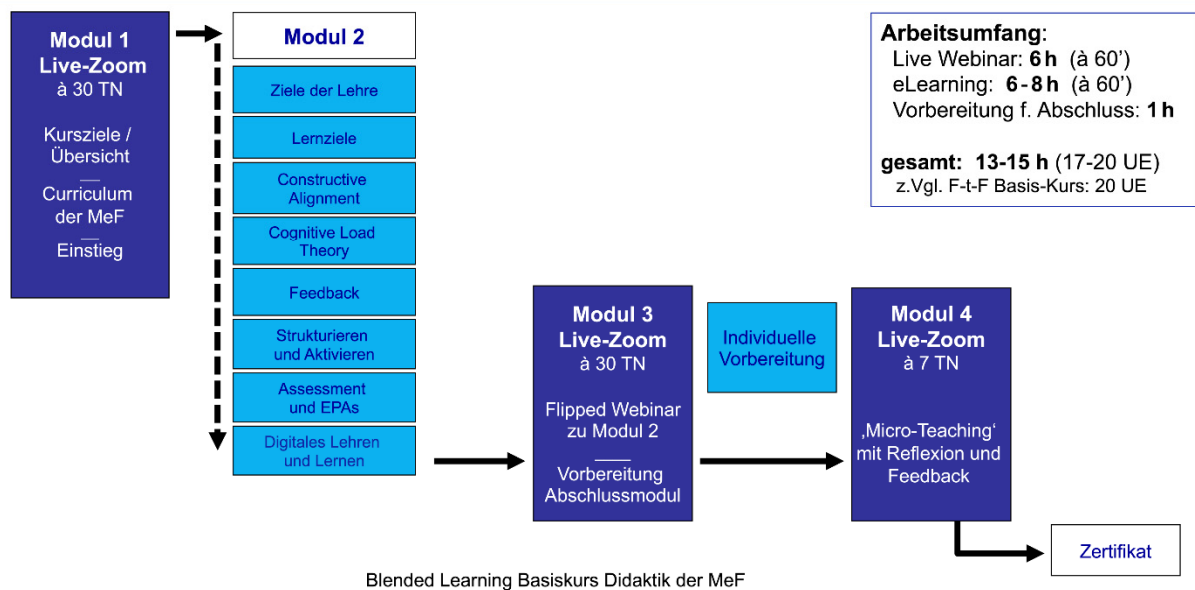 Modul 1
Live-Zoom
à 30 TN
Kursziele /
Übersicht
Curriculum
der MeF
Einstieg
Modul 2
Ziele der Lehre
Lernziele
Constructive
Alignment
Cognitive Load
Theory
Feedback
Strukturieren
und Aktivieren
Assessment
und EPAs
Digitales Lehren
und Lernen
Modul 3
Live-Zoom
à 30 TN
Flipped Webinar
zu Modul 2
Vorbereitung
Abschlussmodul
Individuelle
Vorbereitung
Modul 4
Live-Zoom
à 7 TN
‚Micro-Teaching‘
mit Reflexion und
Feedback
Zertifikat
Arbeitsumfang:
Live Webinar: 6 h (à 60’)
eLearning: 6-8 h (à 60’)
Vorbereitung f. Abschluss: 1 h
gesamt: 13-15 h (17-20 UE)
z.Vgl. F-t-F Basis-Kurs: 20 UE
Blended Learning Basiskurs Didaktik der MeF